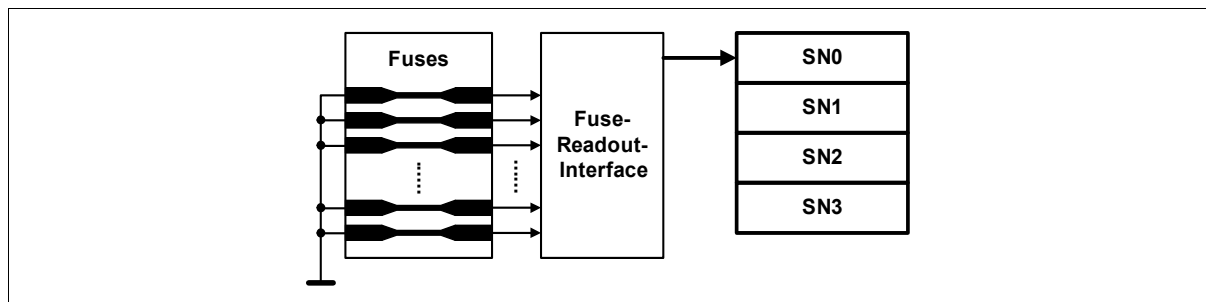 Fuses
Fuse-
Readout-
Interface
SN0
SN1
SN2
SN3